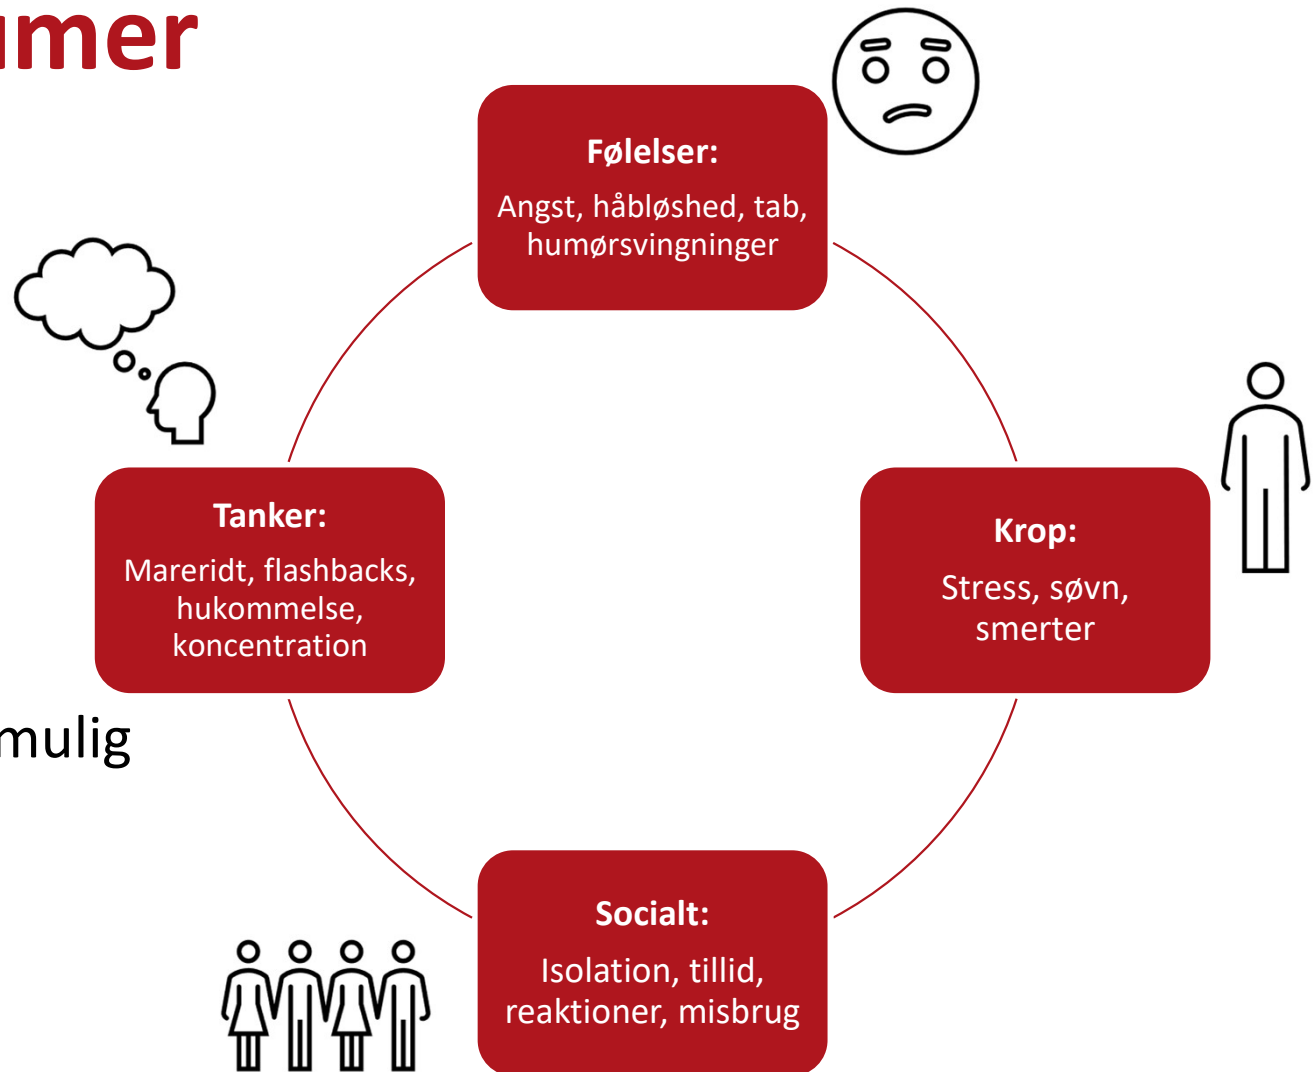 umer
Følelser:
Angst, håbløshed, tab,
humørsvingninger
Tanker:
Mareridt, flashbacks,
hukommelse,
koncentration
Krop:
Stress, søvn,
smerter
mulig
Socialt:
Isolation, tillid,
reaktioner, misbrug